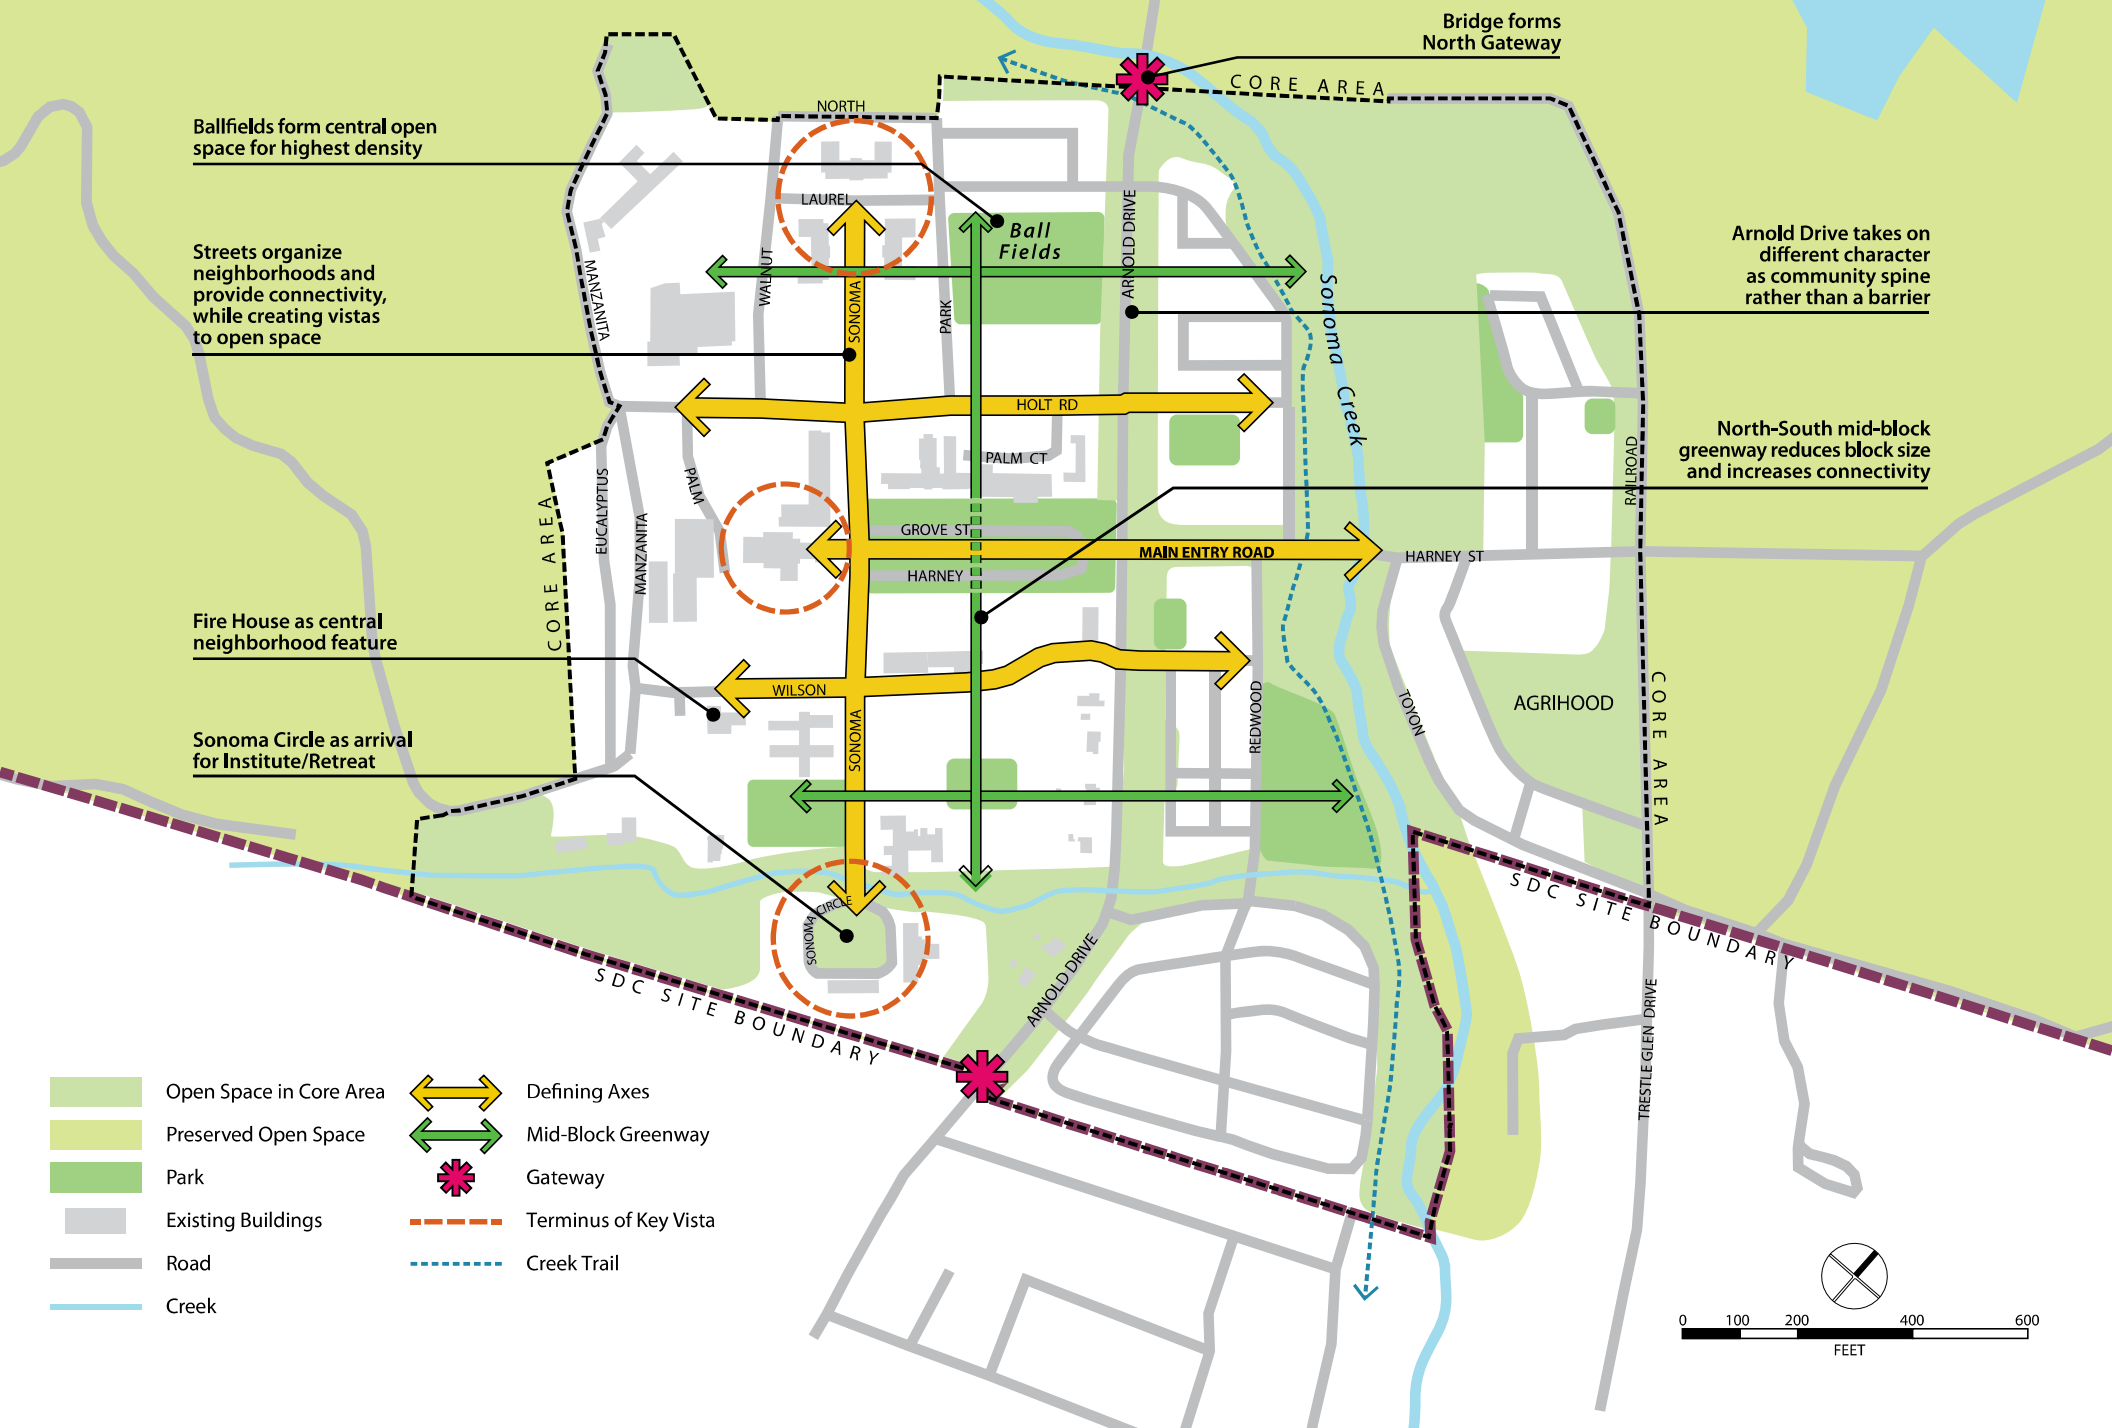 Bridge forms
North Gateway
CORE AREA
NORTH
Ballfields form central open
space for highest density
LAUREL
Ball
Fields
ARNOLD DRIVE
Streets organize
neighborhoods and
provide connectivity,
while creating vistas
to open space
MANZANITA
WALNUT
SONOMA
PARK
Sonoma Creek
Arnold Drive takes on
different character
as community spine
rather than a barrier
HOLT RD
North-South mid-block
greenway reduces block size
and increases connectivity
PALM CT
PALM
RAILROAD
CORE AREA
EUCALYPTUS
MANZANITA
GROVE ST
MAIN ENTRY ROAD
HARNEY ST
HARNEY
Fire House as central
neighborhood feature
WILSON
SONOMA
REDWOOD
TOYON
AGRIHOOD
CORE AREA
Sonoma Circle as arrival
for Institute/Retreat
SONOMA CIRCLE
SDC SITE BOUNDARY
SDC SITE BOUNDARY
ARNOLD DRIVE
TRESTLE GLEN DRIVE
Open Space in Core Area
Preserved Open Space
Park
Existing Buildings
Road
Creek
Defining Axes
Mid-Block Greenway
Gateway
Terminus of Key Vista
Creek Trail
0 100 200 400 600
FEET